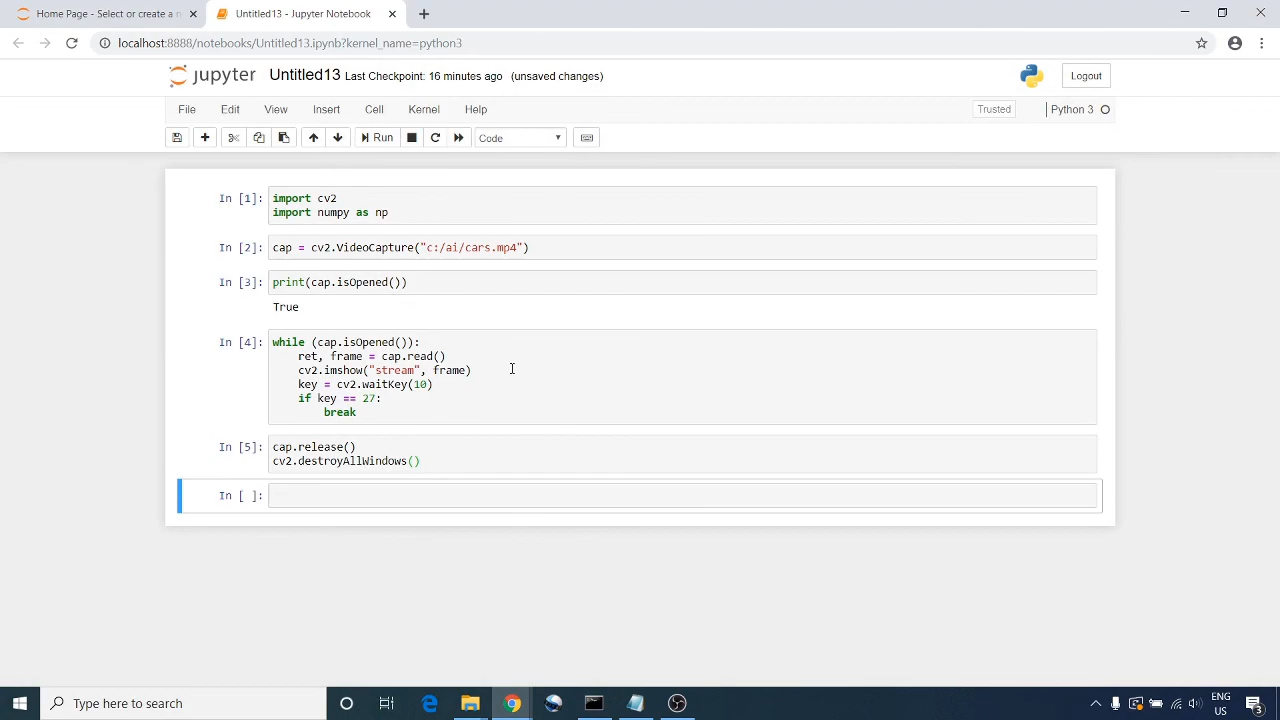 Home Page - Select or create a n
Untitled13 - Jupyter Notebook
localhost:8888/notebooks/Untitled13.ipynb?kernel_name=python3
jupyter Untitled13 Last Checkpoint: 16 minutes ago (unsaved changes)
Logout
File Edit View Insert Cell Kernel Help
Trusted
Python 3
Run
Code
In [1]: import cv2
import numpy as np
In [2]: cap = cv2.VideoCapture("c:/ai/cars.mp4")
In [3]: print(cap.isOpened())
True
In [4]: while (cap.isOpened()):
    ret, frame = cap.read()
    cv2.imshow("stream", frame)
    key = cv2.waitKey(10)
    if key == 27:
        break
In [5]: cap.release()
cv2.destroyAllWindows()
In [ ]:
Type here to search
ENG
US
3